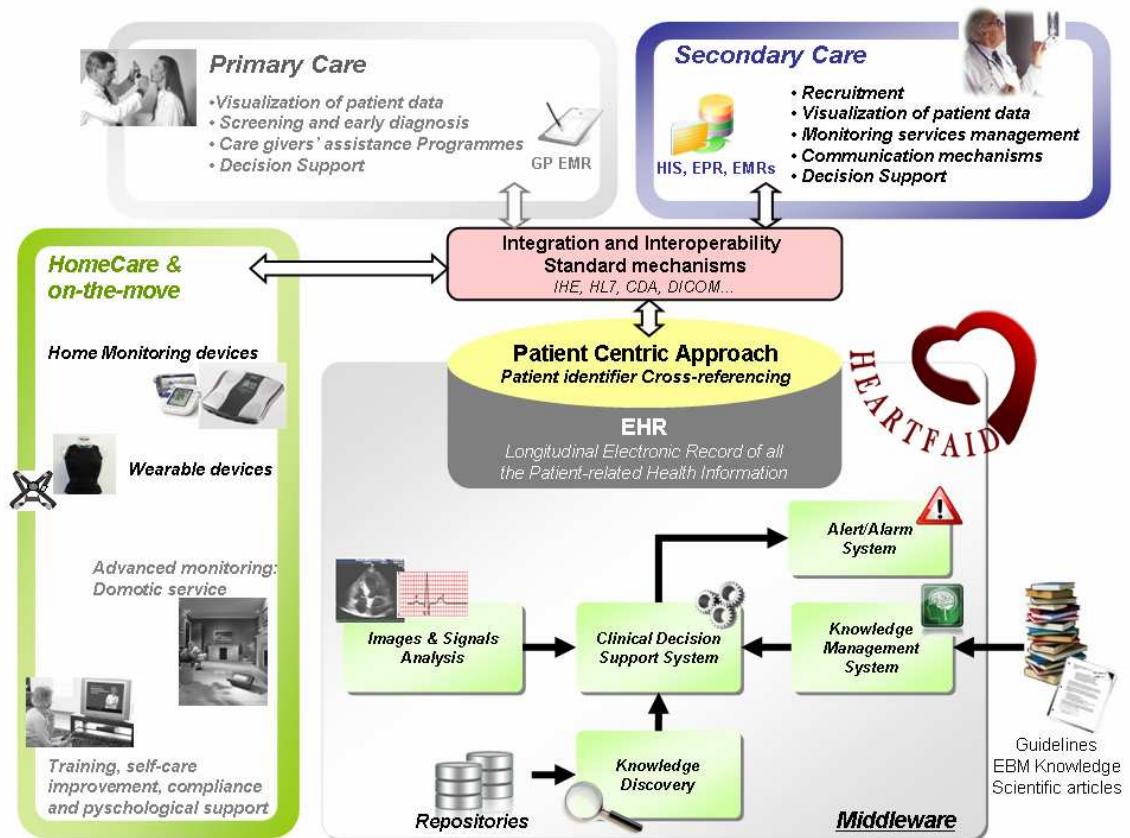 Primary Care
•Visualization of patient data
•Screening and early diagnosis
•Care givers' assistance Programmes
•Decision Support
GP EMR
Secondary Care
• Recruitment
• Visualization of patient data
• Monitoring services management
• Communication mechanisms
• Decision Support
HIS, EPR, EMRs
Integration and Interoperability
Standard mechanisms
IHE, HL7, CDA, DICOM...
HomeCare &
on-the-move
Home Monitoring devices
Wearable devices
Advanced monitoring:
Domotic service
Training, self-care
improvement, compliance
and pyschological support
Patient Centric Approach
Patient identifier Cross-referencing
EHR
Longitudinal Electronic Record of all
the Patient-related Health Information
HEARTFAID
Alert/Alarm
System
Images & Signals
Analysis
Clinical Decision
Support System
Knowledge
Management
System
Knowledge
Discovery
Repositories
Guidelines
EBM Knowledge
Scientific articles
Middleware